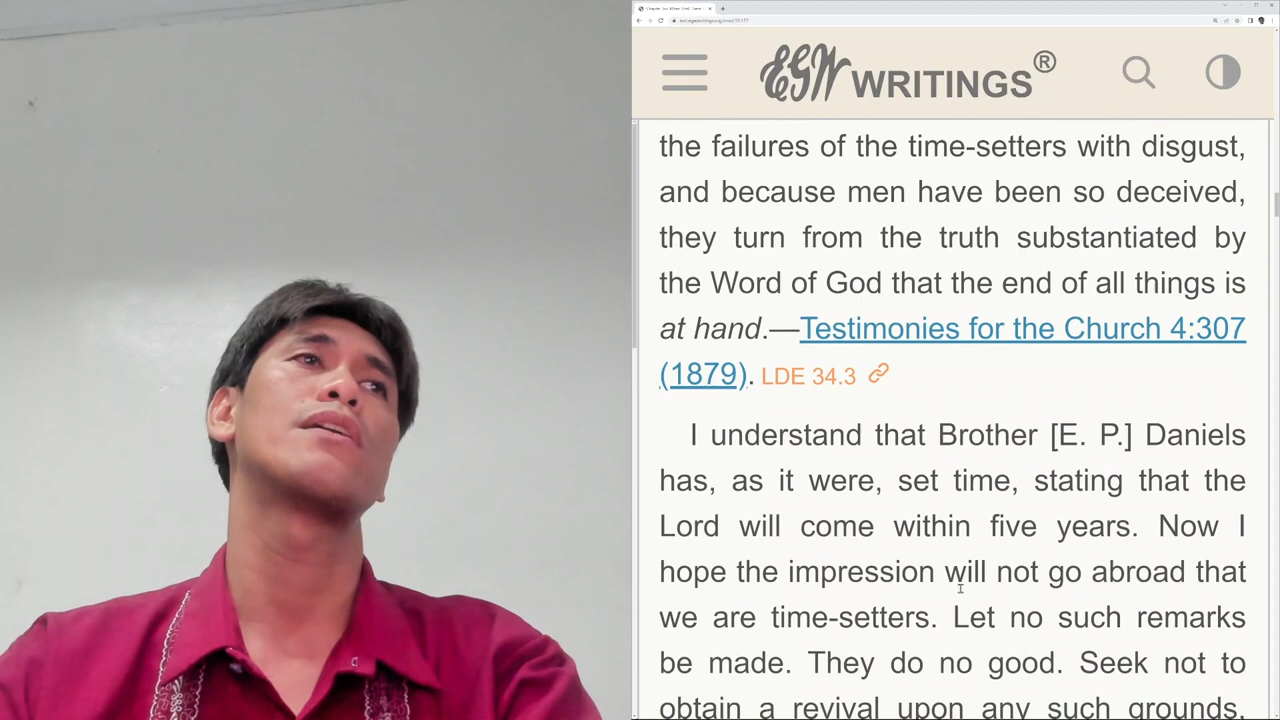 EGW WRITINGS®
the failures of the time-setters with disgust,
and because men have been so deceived,
they turn from the truth substantiated by
the Word of God that the end of all things is
at hand.—Testimonies for the Church 4:307
(1879). LDE 34.3
I understand that Brother [E. P.] Daniels
has, as it were, set time, stating that the
Lord will come within five years. Now I
hope the impression will not go abroad that
we are time-setters. Let no such remarks
be made. They do no good. Seek not to
obtain a revival upon any such grounds,